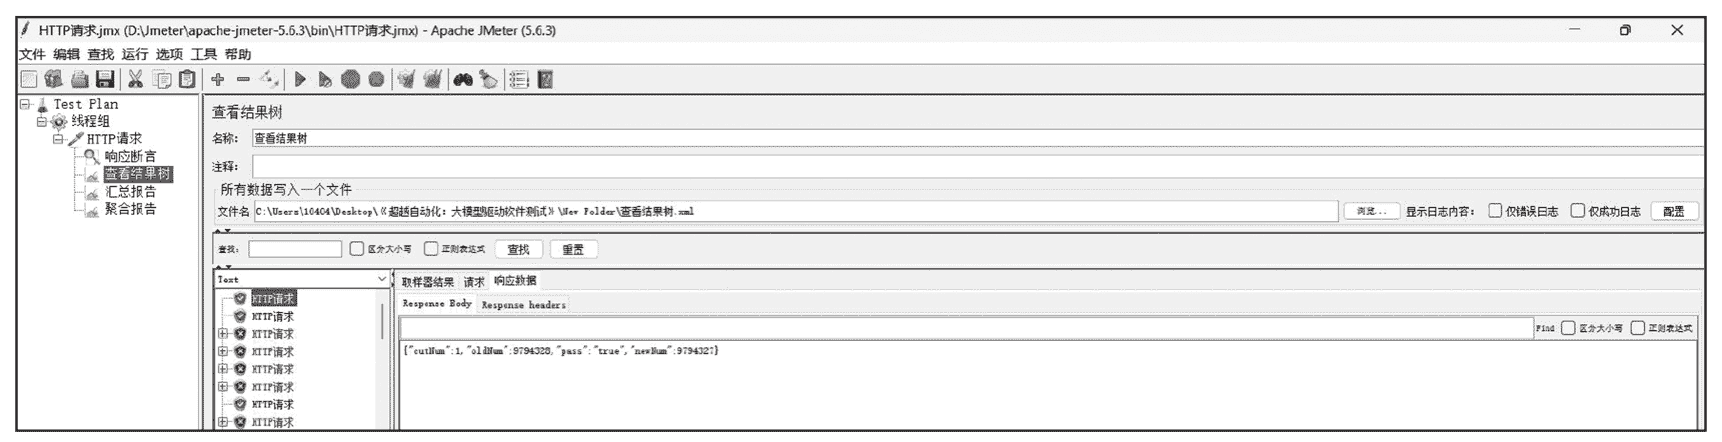 HTTP请求.jmx (D:\Jmeter\apache-jmeter-5.6.3\bin\HTTP请求.jmx) - Apache JMeter (5.6.3)
文件 编辑 查找 运行 选项 工具 帮助
Test Plan
线程组
HTTP请求
响应断言
查看结果树
汇总报告
聚合报告
查看结果树
名称: 查看结果树
注释:
所有数据写入一个文件
文件名 C:\Users\10404\Desktop\《超越自动化：大模型驱动软件测试》\New Folder\查看结果树.xml 浏览... 显示日志内容: 仅错误日志 仅成功日志 配置
查找: 区分大小写 正则表达式 查找 重置
Text
HTTP请求
HTTP请求
HTTP请求
HTTP请求
HTTP请求
HTTP请求
HTTP请求
HTTP请求
取样器结果 请求 响应数据
Response Body Response headers
Find 区分大小写 正则表达式
{"cutNum":1,"oldNum":9794328,"pass":"true","newNum":9794327}